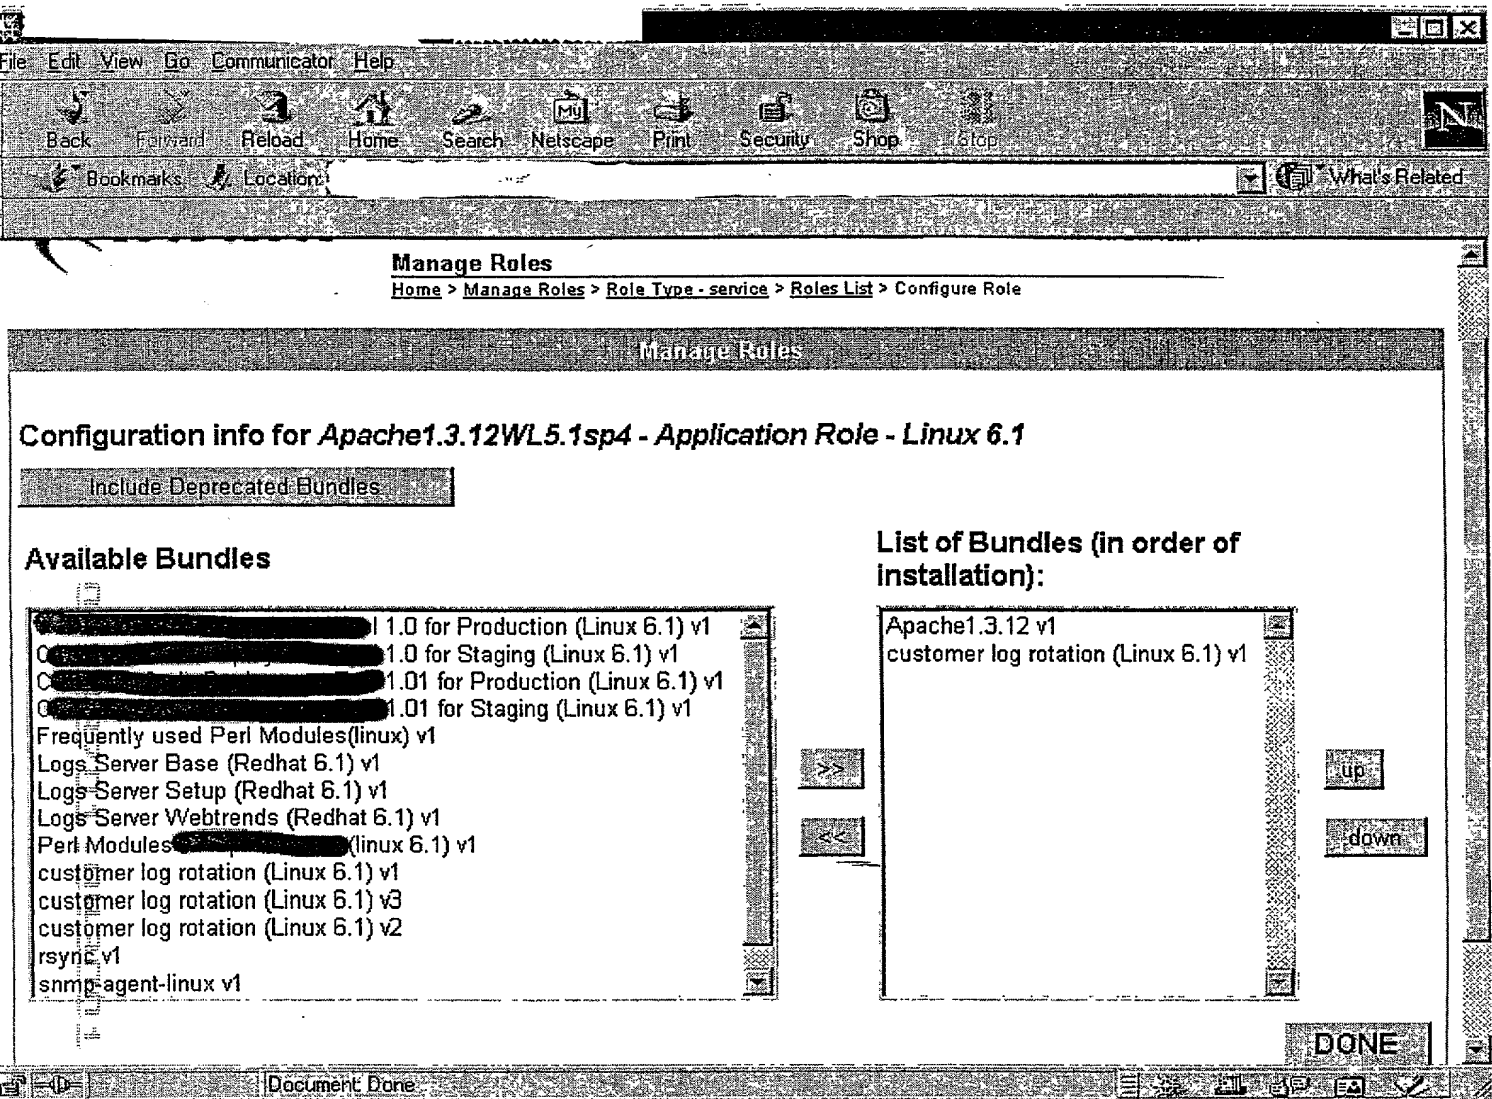 File Edit View Go Communicator Help
Back Forward Reload Home Search Netscape Print Security Shop Stop
My
N
Bookmarks Location: What's Related
Manage Roles
Home > Manage Roles > Role Type - service > Roles List > Configure Role
Manage Roles
Configuration info for Apache1.3.12WL5.1sp4 - Application Role - Linux 6.1
Include Deprecated Bundles
Available Bundles
List of Bundles (in order of
installation):
1.0 for Production (Linux 6.1) v1
1.0 for Staging (Linux 6.1) v1
1.01 for Production (Linux 6.1) v1
1.01 for Staging (Linux 6.1) v1
Frequently used Perl Modules(linux) v1
Logs Server Base (Redhat 6.1) v1
Logs Server Setup (Redhat 6.1) v1
Logs Server Webtrends (Redhat 6.1) v1
Perl Modules (linux 6.1) v1
customer log rotation (Linux 6.1) v1
customer log rotation (Linux 6.1) v3
customer log rotation (Linux 6.1) v2
rsync v1
snmp-agent-linux v1
>>
<<
Apache1.3.12 v1
customer log rotation (Linux 6.1) v1
up
down
DONE
Document: Done